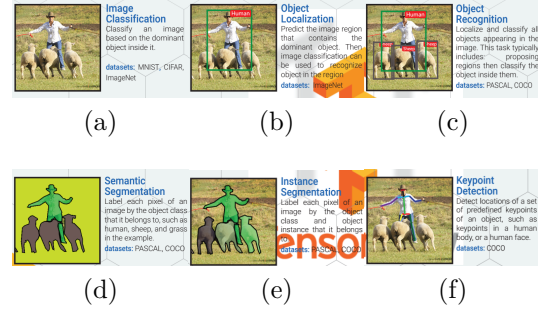 Image
Classification
Classify an image
based on the dominant
object inside it.
datasets: MNIST, CIFAR,
ImageNet
(a)
Human
Object
Localization
Predict the image region
that contains the
dominant object. Then
image classification can
be used to recognize
object in the region
datasets: ImageNet
(b)
Human
Sheep
Object
Recognition
Localize and classify all
objects appearing in the
image. This task typically
includes: proposing
regions then classify the
object inside them.
datasets: PASCAL, COCO
(c)
Semantic
Segmentation
Label each pixel of an
image by the object class
that it belongs to, such as
human, sheep, and grass
in the example.
datasets: PASCAL, COCO
(d)
Instance
Segmentation
Label each pixel of an
image by the object
class and object
instance that it belongs
datasets: PASCAL, COCO
(e)
Keypoint
Detection
Detect locations of a set
of predefined keypoints
of an object, such as
keypoints in a human
body, or a human face.
datasets: COCO
(f)